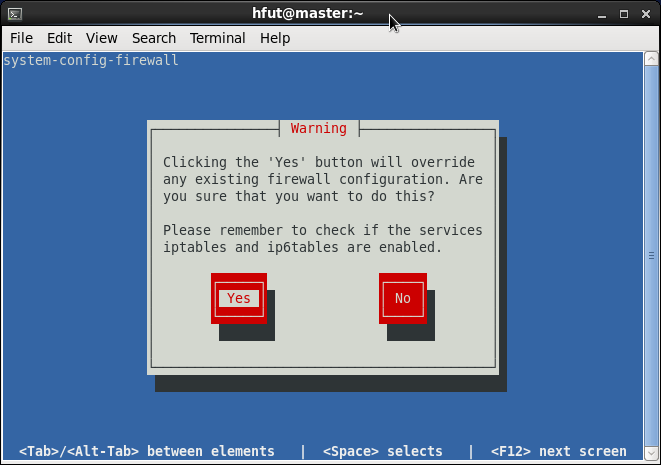 hfut@master:~
File Edit View Search Terminal Help
system-config-firewall
Warning
Clicking the 'Yes' button will override
any existing firewall configuration. Are
you sure that you want to do this?
Please remember to check if the services
iptables and ip6tables are enabled.
Yes No
<Tab>/<Alt-Tab> between elements | <Space> selects | <F12> next screen